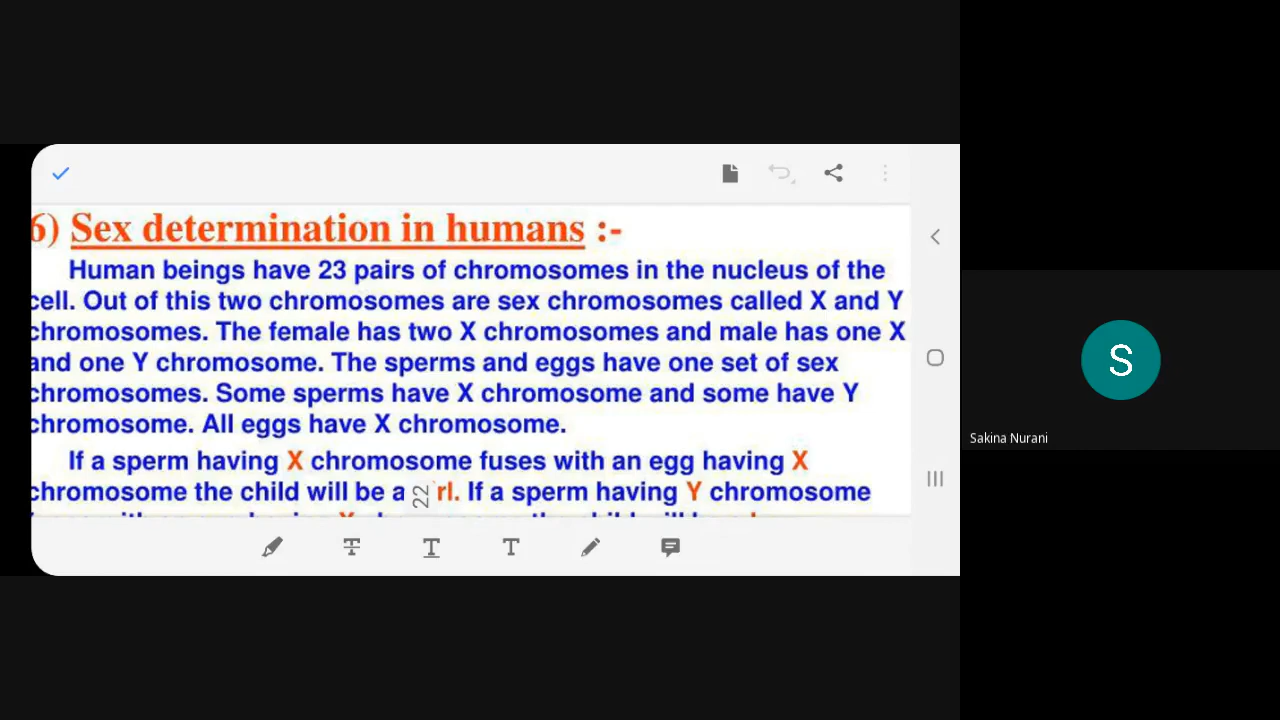 6) Sex determination in humans :-
Human beings have 23 pairs of chromosomes in the nucleus of the
cell. Out of this two chromosomes are sex chromosomes called X and Y
chromosomes. The female has two X chromosomes and male has one X
and one Y chromosome. The sperms and eggs have one set of sex
chromosomes. Some sperms have X chromosome and some have Y
chromosome. All eggs have X chromosome.
If a sperm having X chromosome fuses with an egg having X
chromosome the child will be a rl. If a sperm having Y chromosome
22
S
Sakina Nurani